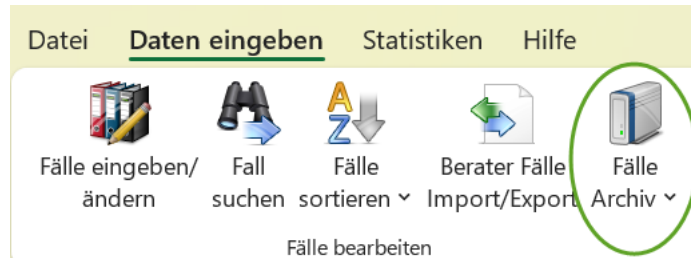 Datei Daten eingeben Statistiken Hilfe
Fälle eingeben/ Fall Fälle Berater Fälle Fälle
ändern suchen sortieren Import/Export Archiv
Fälle bearbeiten